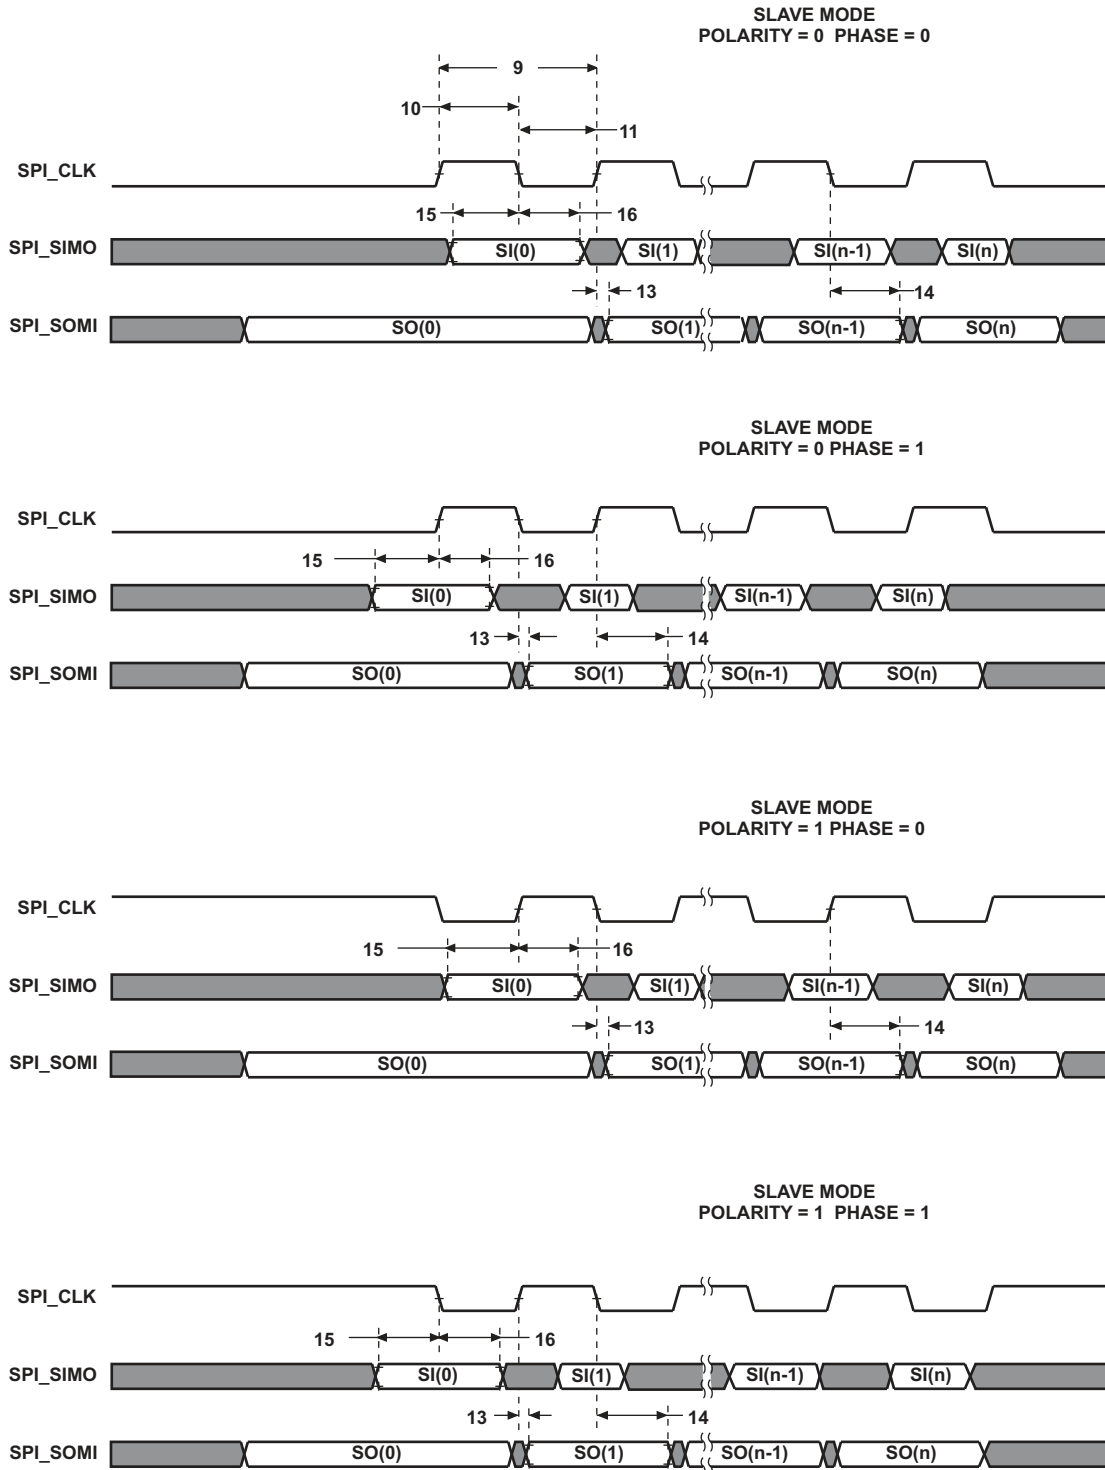 SLAVE MODE
POLARITY = 0 PHASE = 0
9
10
11
SPI_CLK
15
16
SPI_SIMO
SI(0)
SI(1)
SI(n-1)
SI(n)
13
14
SPI_SOMI
SO(0)
SO(1)
SO(n-1)
SO(n)
SLAVE MODE
POLARITY = 0 PHASE = 1
SPI_CLK
15
16
SPI_SIMO
SI(0)
SI(1)
SI(n-1)
SI(n)
13
14
SPI_SOMI
SO(0)
SO(1)
SO(n-1)
SO(n)
SLAVE MODE
POLARITY = 1 PHASE = 0
SPI_CLK
15
16
SPI_SIMO
SI(0)
SI(1)
SI(n-1)
SI(n)
13
14
SPI_SOMI
SO(0)
SO(1)
SO(n-1)
SO(n)
SLAVE MODE
POLARITY = 1 PHASE = 1
SPI_CLK
15
16
SPI_SIMO
SI(0)
SI(1)
SI(n-1)
SI(n)
13
14
SPI_SOMI
SO(0)
SO(1)
SO(n-1)
SO(n)